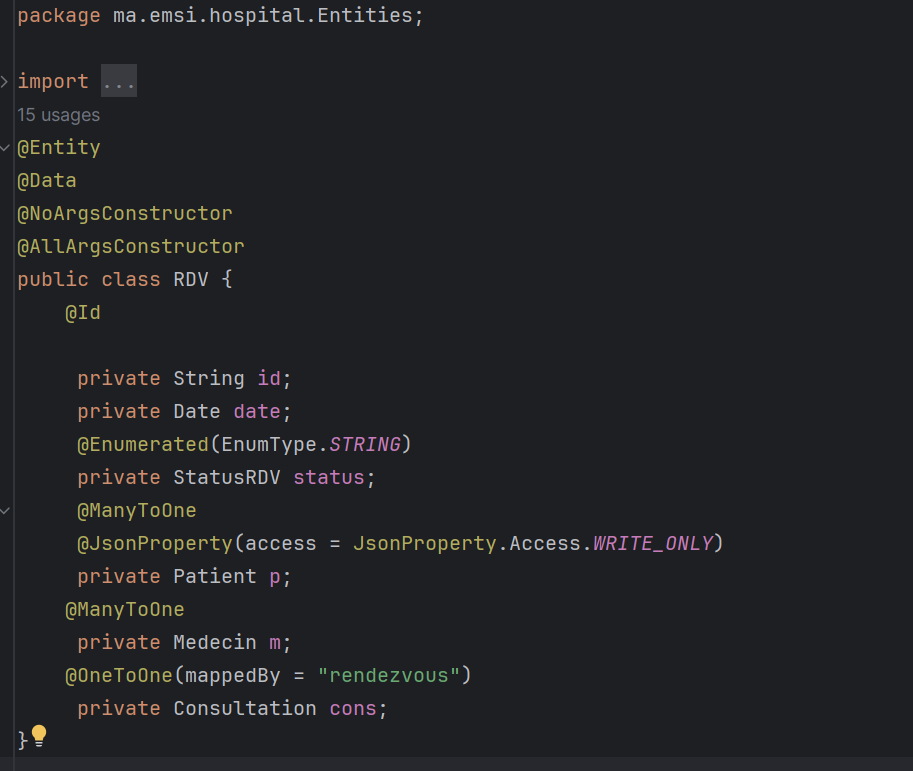 package ma.emsi.hospital.Entities;
import ...
15 usages
@Entity
@Data
@NoArgsConstructor
@AllArgsConstructor
public class RDV {
@Id
private String id;
private Date date;
@Enumerated(EnumType.STRING)
private StatusRDV status;
@ManyToOne
@JsonProperty(access = JsonProperty.Access.WRITE_ONLY)
private Patient p;
@ManyToOne
private Medecin m;
@OneToOne(mappedBy = "rendezvous")
private Consultation cons;
}